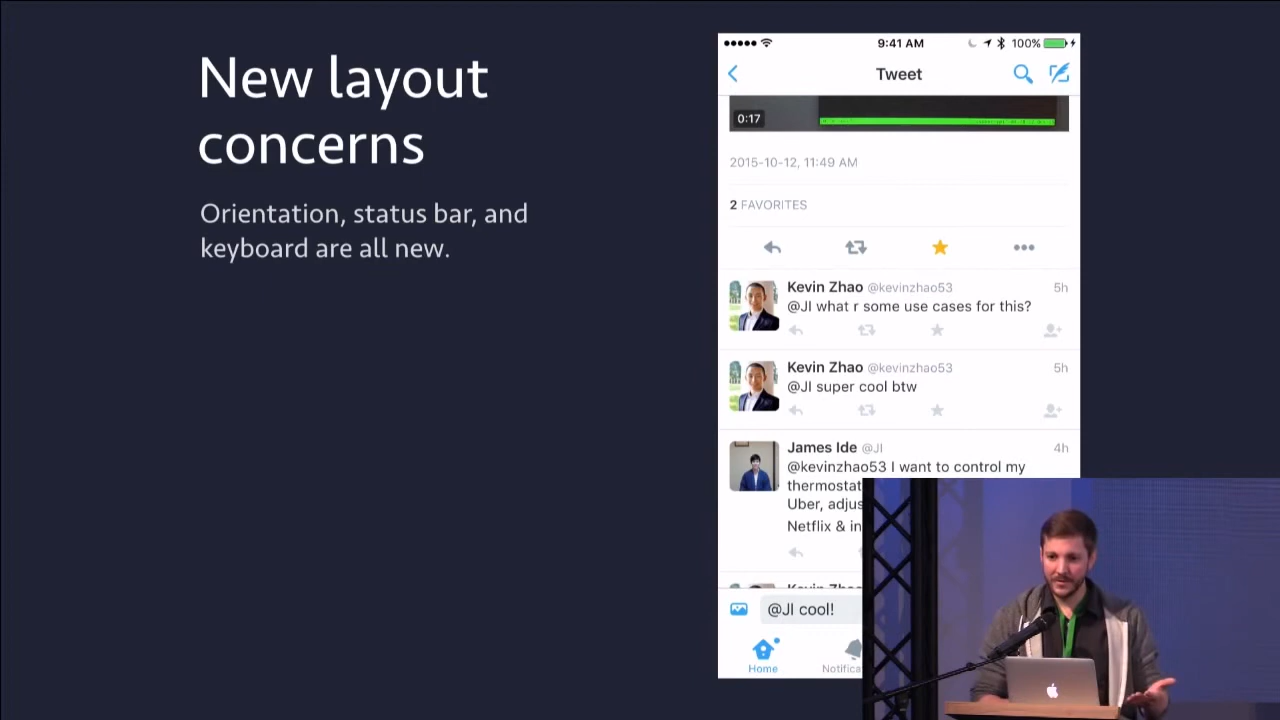 New layout
concerns
Orientation, status bar, and
keyboard are all new.
9:41 AM
100%
Tweet
0:17
2015-10-12, 11:49 AM
2 FAVORITES
Kevin Zhao @kevinzhao53 5h
@JI what r some use cases for this?
Kevin Zhao @kevinzhao53 5h
@JI super cool btw
James Ide @JI 4h
@kevinzhao53 I want to control my
thermostat
Uber, adjus
Netflix & in
@JI cool!
Home
Notifica